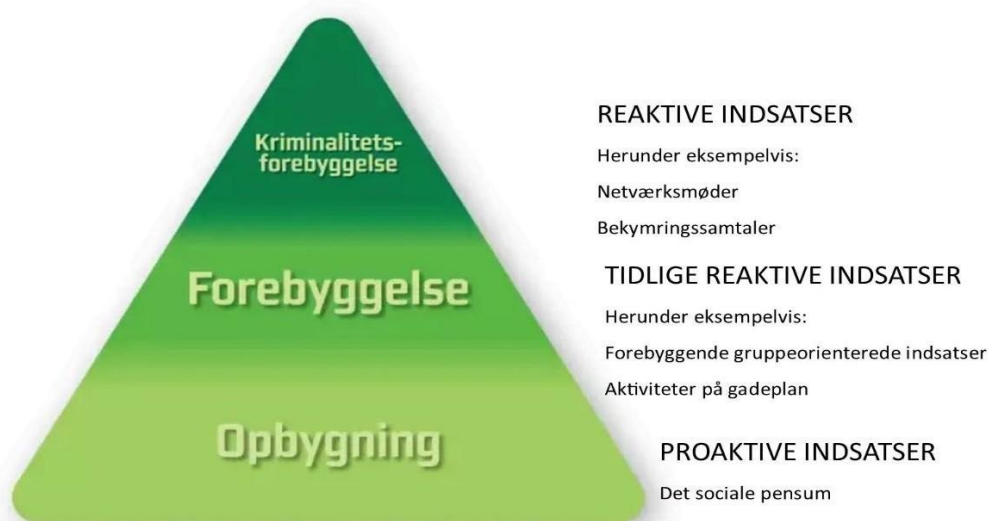 Kriminalitets-
forebyggelse
Forebyggelse
Opbygning
REAKTIVE INDSATSER
Herunder eksempelvis:
Netværksmøder
Bekymringssamtaler
TIDLIGE REAKTIVE INDSATSER
Herunder eksempelvis:
Forebyggende gruppeorienterede indsatser
Aktiviteter på gadeplan
PROAKTIVE INDSATSER
Det sociale pensum